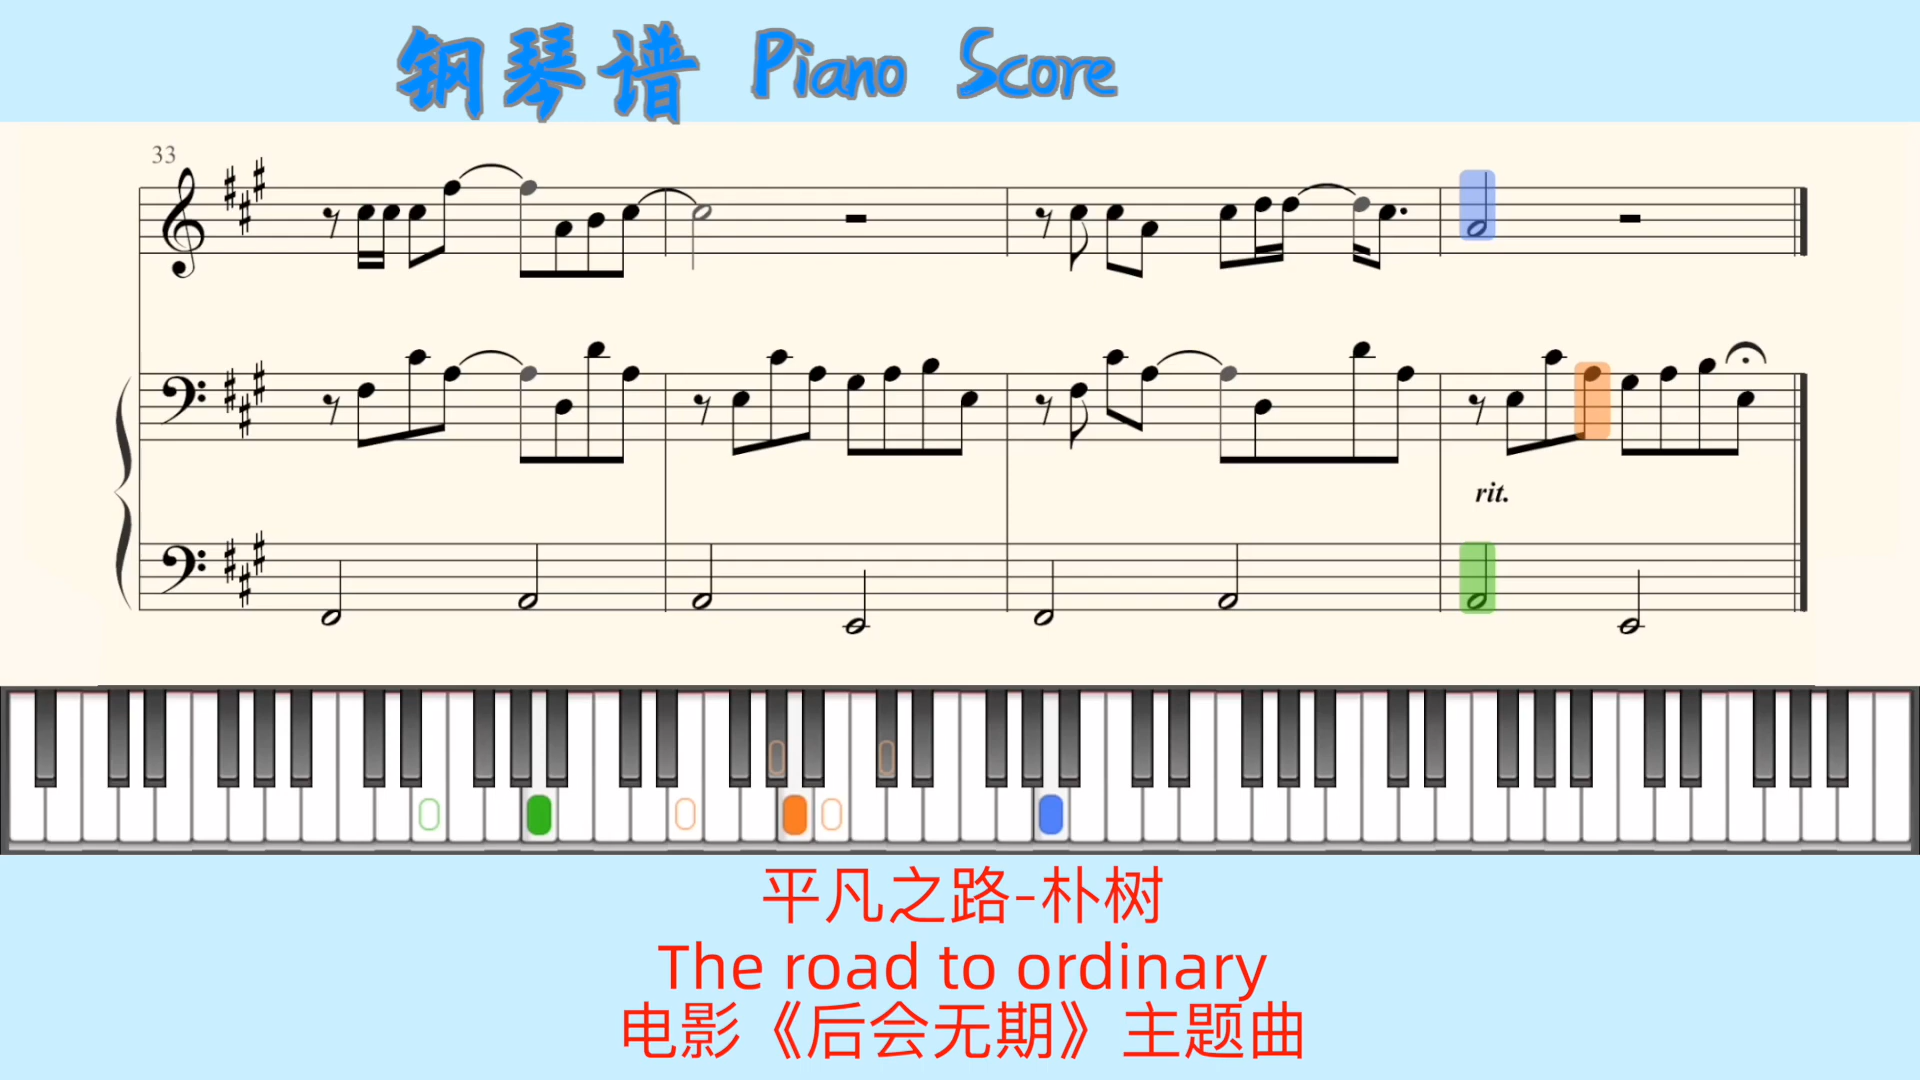 钢琴谱 Piano Score
33
rit.
平凡之路-朴树
The road to ordinary
电影《后会无期》主题曲